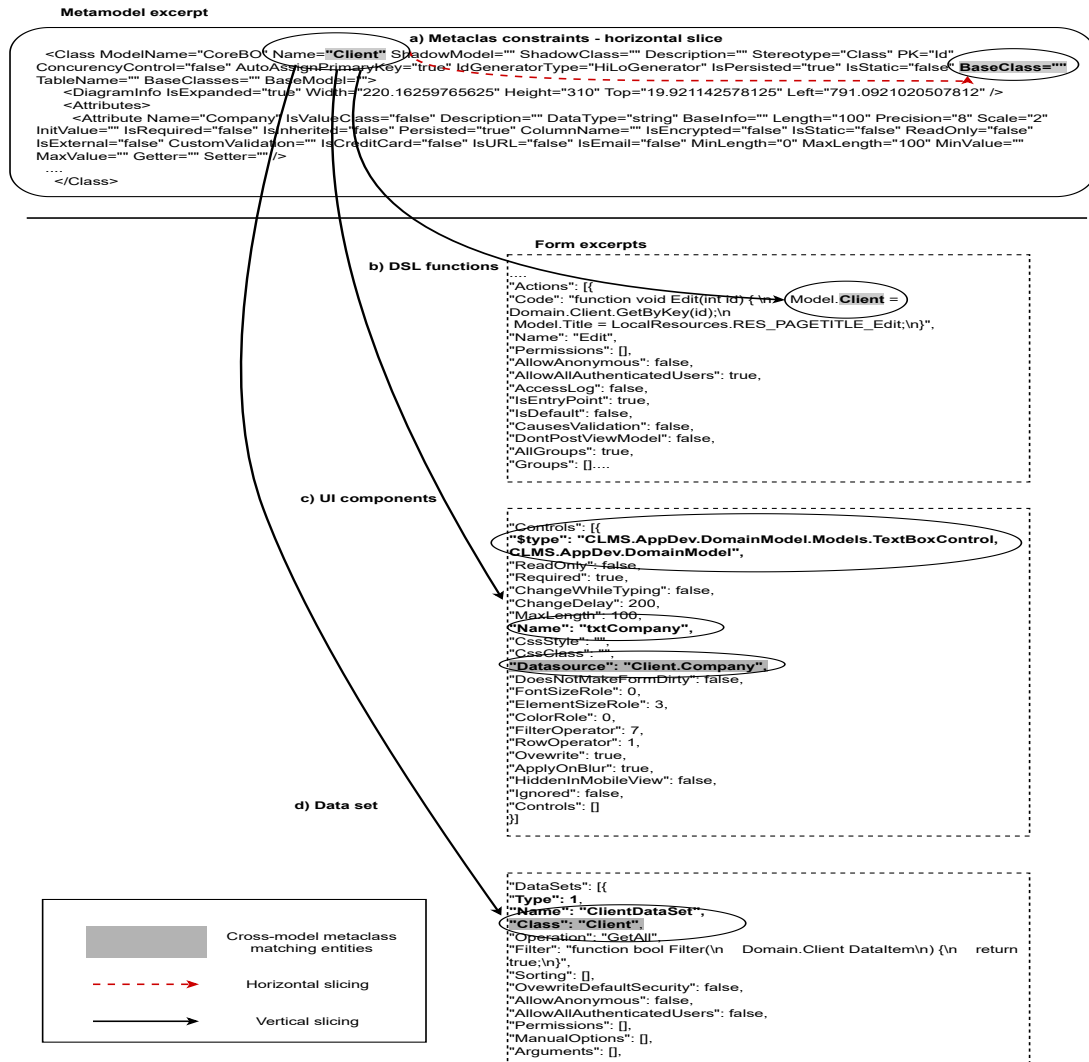 Metamodel excerpt
a) Metaclas constraints - horizontal slice
<Class ModelName="CoreBO" Name="Client" ShadowModel="" ShadowClass="" Description="" Stereotype="Class" PK="Id"
ConcurencyControl="false" AutoAssignPrimaryKey="true" IdGeneratorType="HiLoGenerator" IsPersisted="true" IsStatic="false" BaseClass=""
TableName="" BaseClasses="" BaseModel="">
<DiagramInfo IsExpanded="true" Width="220.16259765625" Height="310" Top="19.921142578125" Left="791.0921020507812" />
<Attributes>
<Attribute Name="Company" IsValueClass="false" Description="" DataType="string" BaseInfo="" Length="100" Precision="8" Scale="2"
InitValue="" IsRequired="false" IsInherited="false" Persisted="true" ColumnName="" IsEncrypted="false" IsStatic="false" ReadOnly="false"
IsExternal="false" CustomValidation="" IsCreditCard="false" IsURL="false" IsEmail="false" MinLength="0" MaxLength="100" MinValue=""
MaxValue="" Getter="" Setter="" />
....
</Class>
Form excerpts
b) DSL functions
....
"Actions": [{
"Code": "function void Edit(int id) { \n Model.Client =
Domain.Client.GetByKey(id);\n
Model.Title = LocalResources.RES_PAGETITLE_Edit;\n}",
"Name": "Edit",
"Permissions": [],
"AllowAnonymous": false,
"AllowAllAuthenticatedUsers": true,
"AccessLog": false,
"IsEntryPoint": true,
"IsDefault": false,
"CausesValidation": false,
"DontPostViewModel": false,
"AllGroups": true,
"Groups": []....
c) UI components
"Controls": [{
"$type": "CLMS.AppDev.DomainModel.Models.TextBoxControl,
CLMS.AppDev.DomainModel",
"ReadOnly": false,
"Required": true,
"ChangeWhileTyping": false,
"ChangeDelay": 200,
"MaxLength": 100,
"Name": "txtCompany",
"CssStyle": "",
"CssClass": "",
"Datasource": "Client.Company",
"DoesNotMakeFormDirty": false,
"FontSizeRole": 0,
"ElementSizeRole": 3,
"ColorRole": 0,
"FilterOperator": 7,
"RowOperator": 1,
"Ovewrite": true,
"ApplyOnBlur": true,
"HiddenInMobileView": false,
"Ignored": false,
"Controls": []
}]
d) Data set
"DataSets": [{
"Type": 1,
"Name": "ClientDataSet",
"Class": "Client",
"Operation": "GetAll",
"Filter": "function bool Filter(\n Domain.Client DataItem\n) {\n return
true;\n}",
"Sorting": [],
"OvewriteDefaultSecurity": false,
"AllowAnonymous": false,
"AllowAllAuthenticatedUsers": false,
"Permissions": [],
"ManualOptions": [],
"Arguments": [],
Cross-model metaclass
matching entities
Horizontal slicing
Vertical slicing